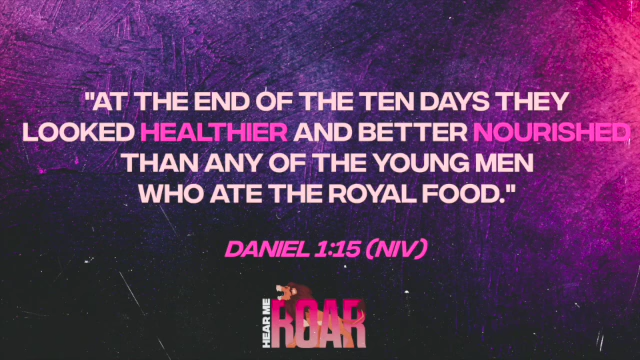 "AT THE END OF THE TEN DAYS THEY
LOOKED HEALTHIER AND BETTER NOURISHED
THAN ANY OF THE YOUNG MEN
WHO ATE THE ROYAL FOOD."
DANIEL 1:15 (NIV)
HEAR ME
ROAR